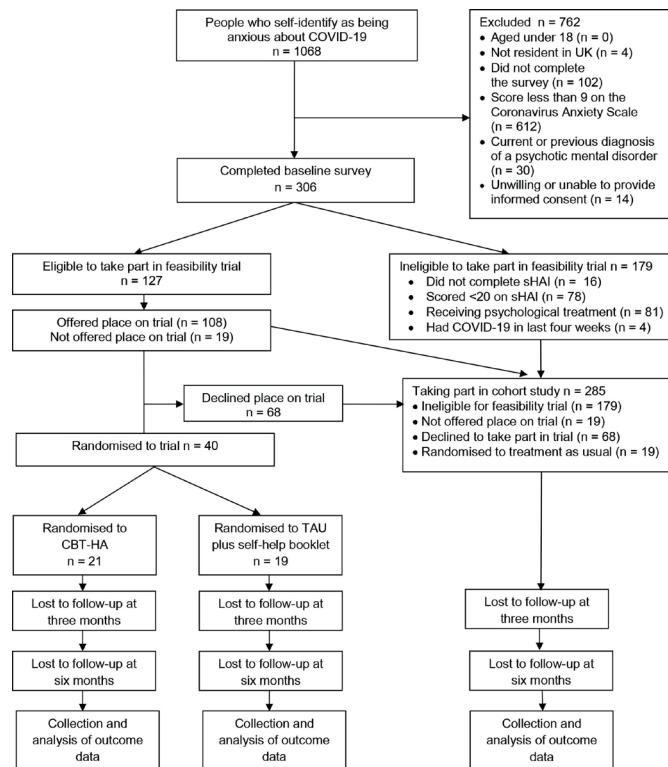 People who self-identify as being
anxious about COVID-19
n = 1068
Excluded n = 762
• Aged under 18 (n = 0)
• Not resident in UK (n = 4)
• Did not complete
the survey (n = 102)
• Score less than 9 on the
Coronavirus Anxiety Scale
(n = 612)
• Current or previous diagnosis
of a psychotic mental disorder
(n = 30)
• Unwilling or unable to provide
informed consent (n = 14)
Completed baseline survey
n = 306
Eligible to take part in feasibility trial
n = 127
Ineligible to take part in feasibility trial n = 179
• Did not complete sHAI (n = 16)
• Scored <20 on sHAI (n = 78)
• Receiving psychological treatment (n = 81)
• Had COVID-19 in last four weeks (n = 4)
Offered place on trial (n = 108)
Not offered place on trial (n = 19)
Declined place on trial
n = 68
Taking part in cohort study n = 285
• Ineligible for feasibility trial (n = 179)
• Not offered place on trial (n = 19)
• Declined to take part in trial (n = 68)
• Randomised to treatment as usual (n = 19)
Randomised to trial n = 40
Randomised to
CBT-HA
n = 21
Randomised to TAU
plus self-help booklet
n = 19
Lost to follow-up at
three months
Lost to follow-up at
three months
Lost to follow-up at
three months
Lost to follow-up at
six months
Lost to follow-up at
six months
Lost to follow-up at
six months
Collection and
analysis of outcome
data
Collection and
analysis of outcome
data
Collection and
analysis of outcome
data